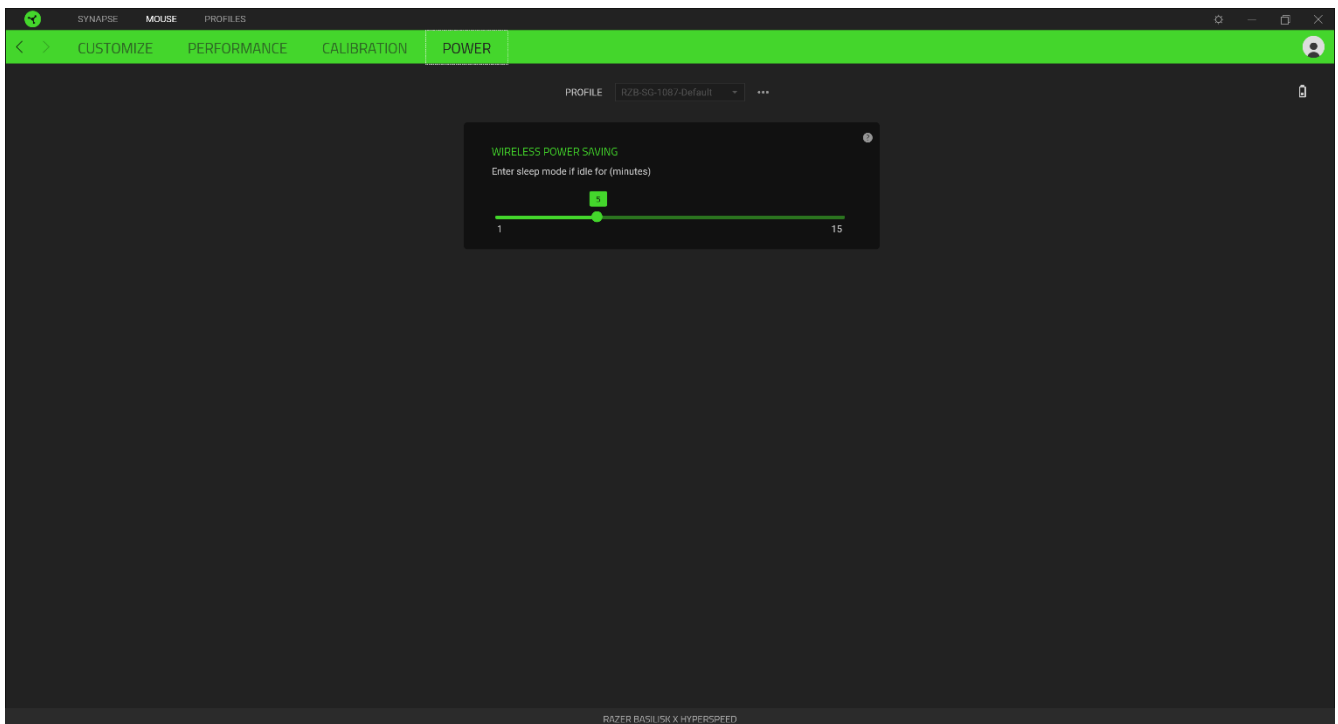 SYNAPSE MOUSE PROFILES
CUSTOMIZE PERFORMANCE CALIBRATION POWER
PROFILE RZB-SG-1087-Default
WIRELESS POWER SAVING
Enter sleep mode if idle for (minutes)
5
1 15
RAZER BASILISK X HYPERSPEED